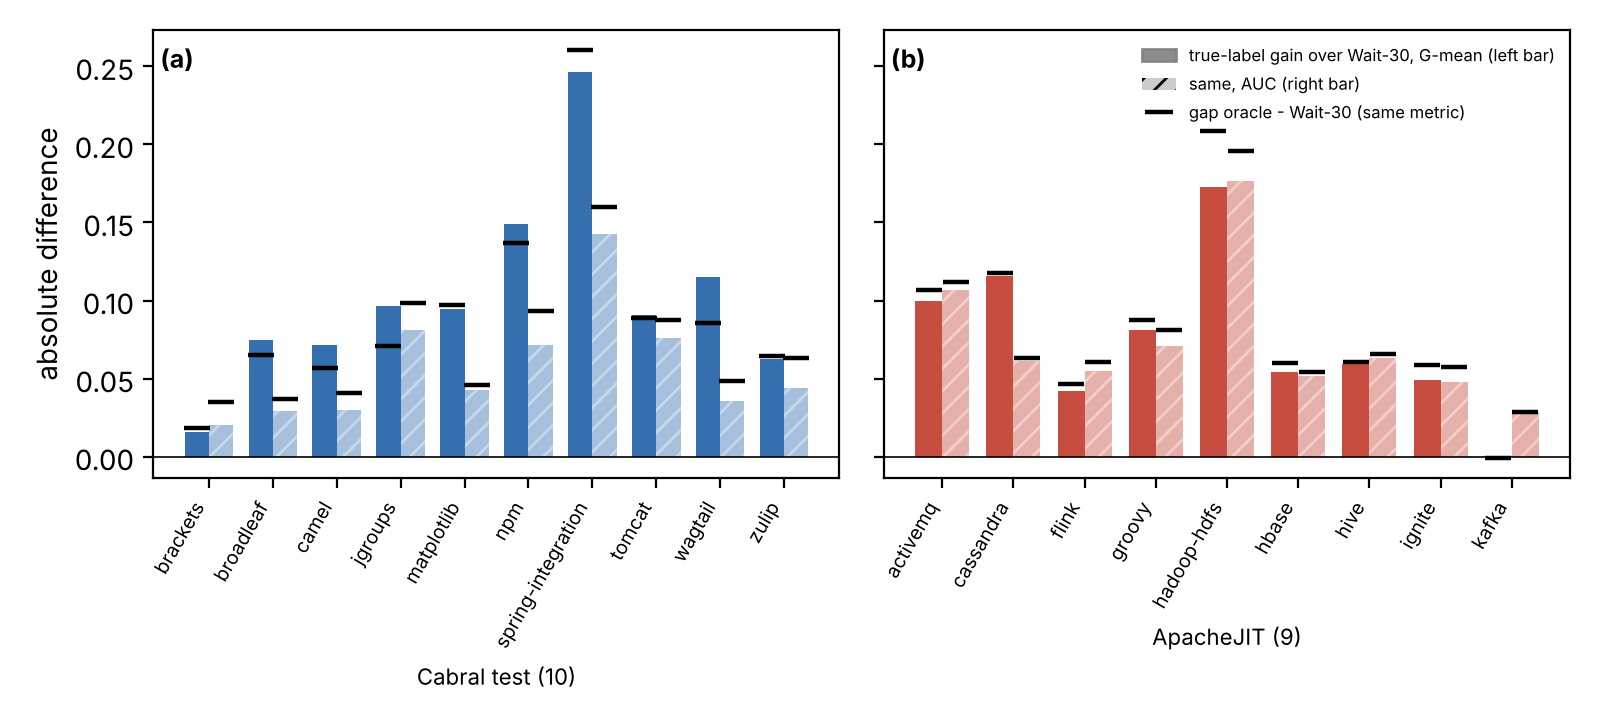 (a)
absolute difference
0.25
0.20
0.15
0.10
0.05
0.00
brackets
broadleaf
camel
jgroups
matplotlib
npm
spring-integration
tomcat
wagtail
zulip
Cabral test (10)
(b)
true-label gain over Wait-30, G-mean (left bar)
same, AUC (right bar)
gap oracle - Wait-30 (same metric)
activemq
cassandra
flink
groovy
hadoop-hdfs
hbase
hive
ignite
kafka
ApacheJIT (9)